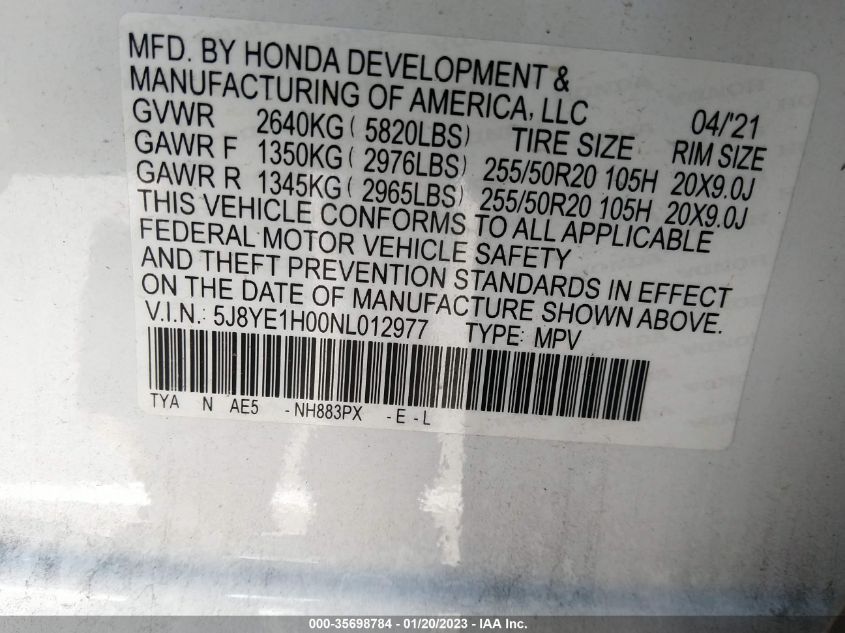 MFD. BY HONDA DEVELOPMENT &
MANUFACTURING OF AMERICA, LLC 04/'21
GVWR 2640KG ( 5820LBS) TIRE SIZE RIM SIZE
GAWR F 1350KG ( 2976LBS) 255/50R20 105H 20X9.0J
GAWR R 1345KG ( 2965LBS) 255/50R20 105H 20X9.0J
THIS VEHICLE CONFORMS TO ALL APPLICABLE
FEDERAL MOTOR VEHICLE SAFETY
AND THEFT PREVENTION STANDARDS IN EFFECT
ON THE DATE OF MANUFACTURE SHOWN ABOVE.
V.I.N.: 5J8YE1H00NL012977 TYPE: MPV
TYA N AE5 -NH883PX -E-L
000-35698784 / 01/20/2023 - IAA Inc.